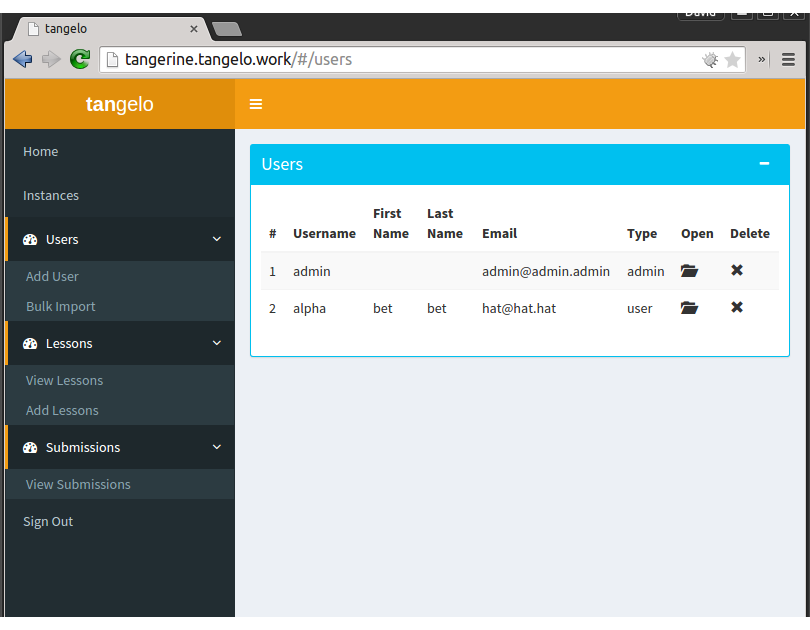 David
tangelo
tangerine.tangelo.work/#/users
»
tangelo
Home
Instances
Users
Add User
Bulk Import
Lessons
View Lessons
Add Lessons
Submissions
View Submissions
Sign Out
Users
# Username First Name Last Name Email Type Open Delete
1 admin admin@admin.admin admin
2 alpha bet bet hat@hat.hat user